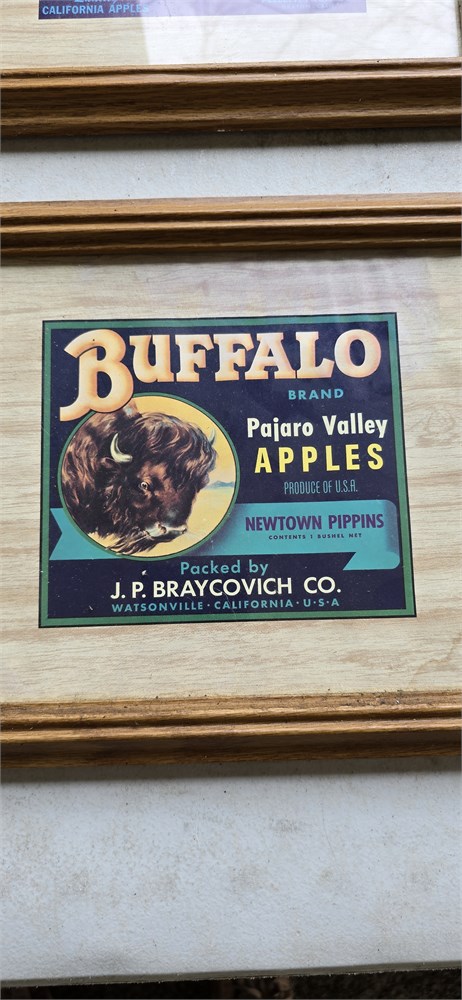 CALIFORNIA APPLES
BUFFALO
BRAND
Pajaro Valley
APPLES
PRODUCE OF U.S.A.
NEWTOWN PIPPINS
CONTENTS 1 BUSHEL NET
Packed by
J. P. BRAYCOVICH CO.
WATSONVILLE · CALIFORNIA · U·S·A